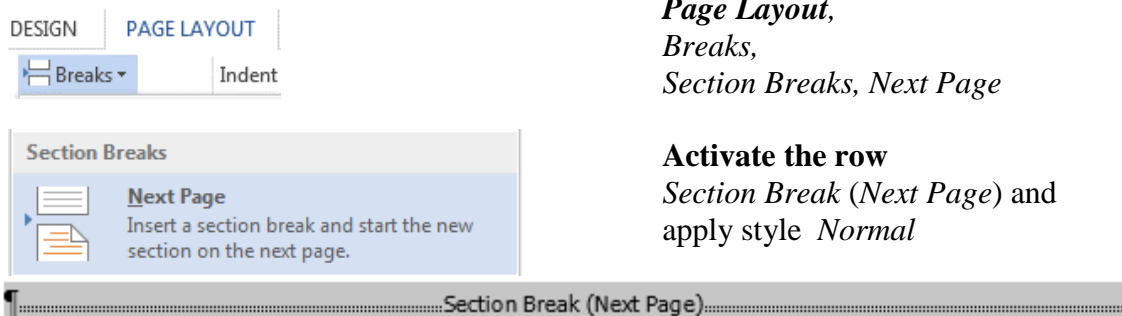 DESIGN PAGE LAYOUT
Breaks Indent
Section Breaks
Next Page
Insert a section break and start the new
section on the next page.
Page Layout,
Breaks,
Section Breaks, Next Page
Activate the row
Section Break (Next Page) and
apply style Normal
¶ Section Break (Next Page)